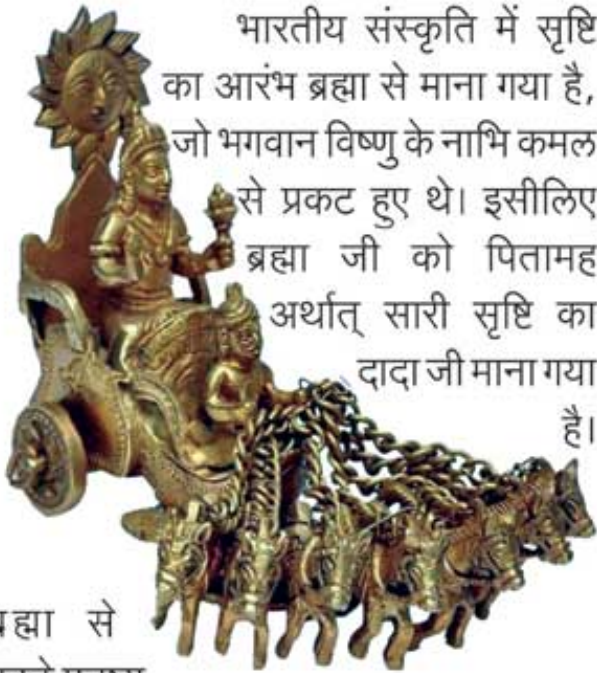 भारतीय संस्कृति में सृष्टि
का आरंभ ब्रह्मा से माना गया है,
जो भगवान विष्णु के नाभि कमल
से प्रकट हुए थे। इसीलिए
ब्रह्मा जी को पितामह
अर्थात् सारी सृष्टि का
दादा जी माना गया
है।
से